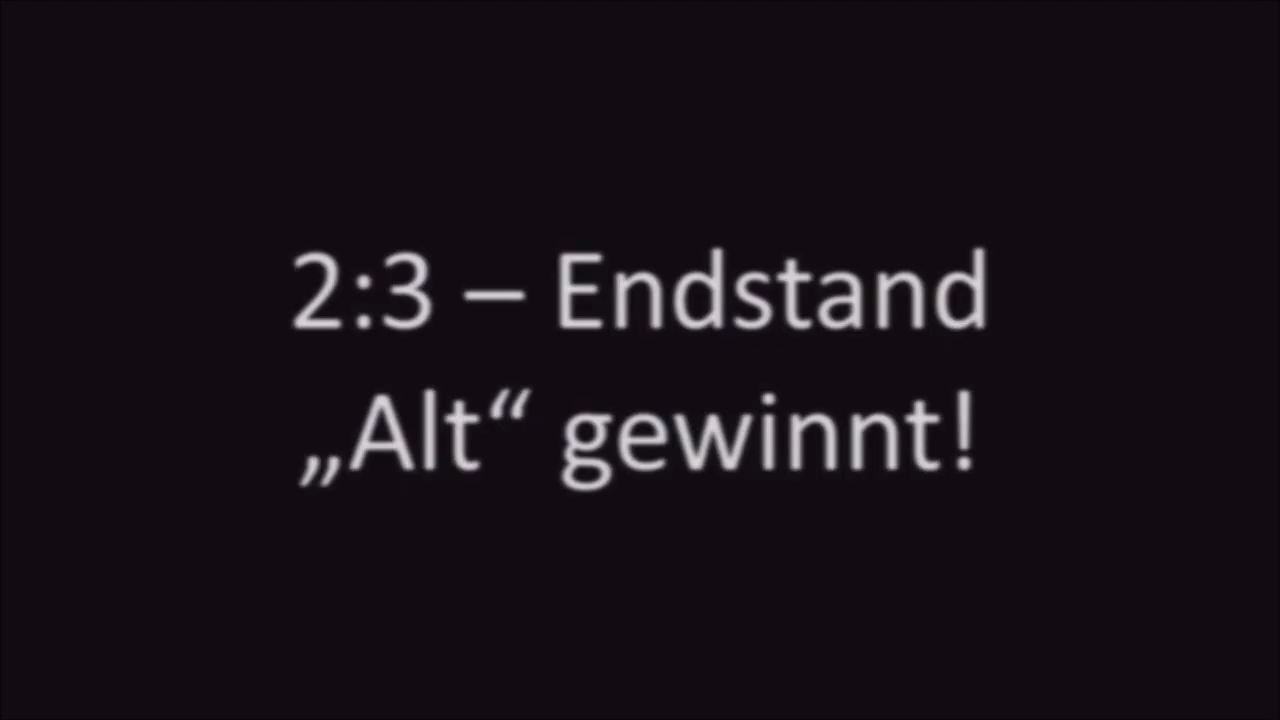 2:3 – Endstand
„Alt“ gewinnt!